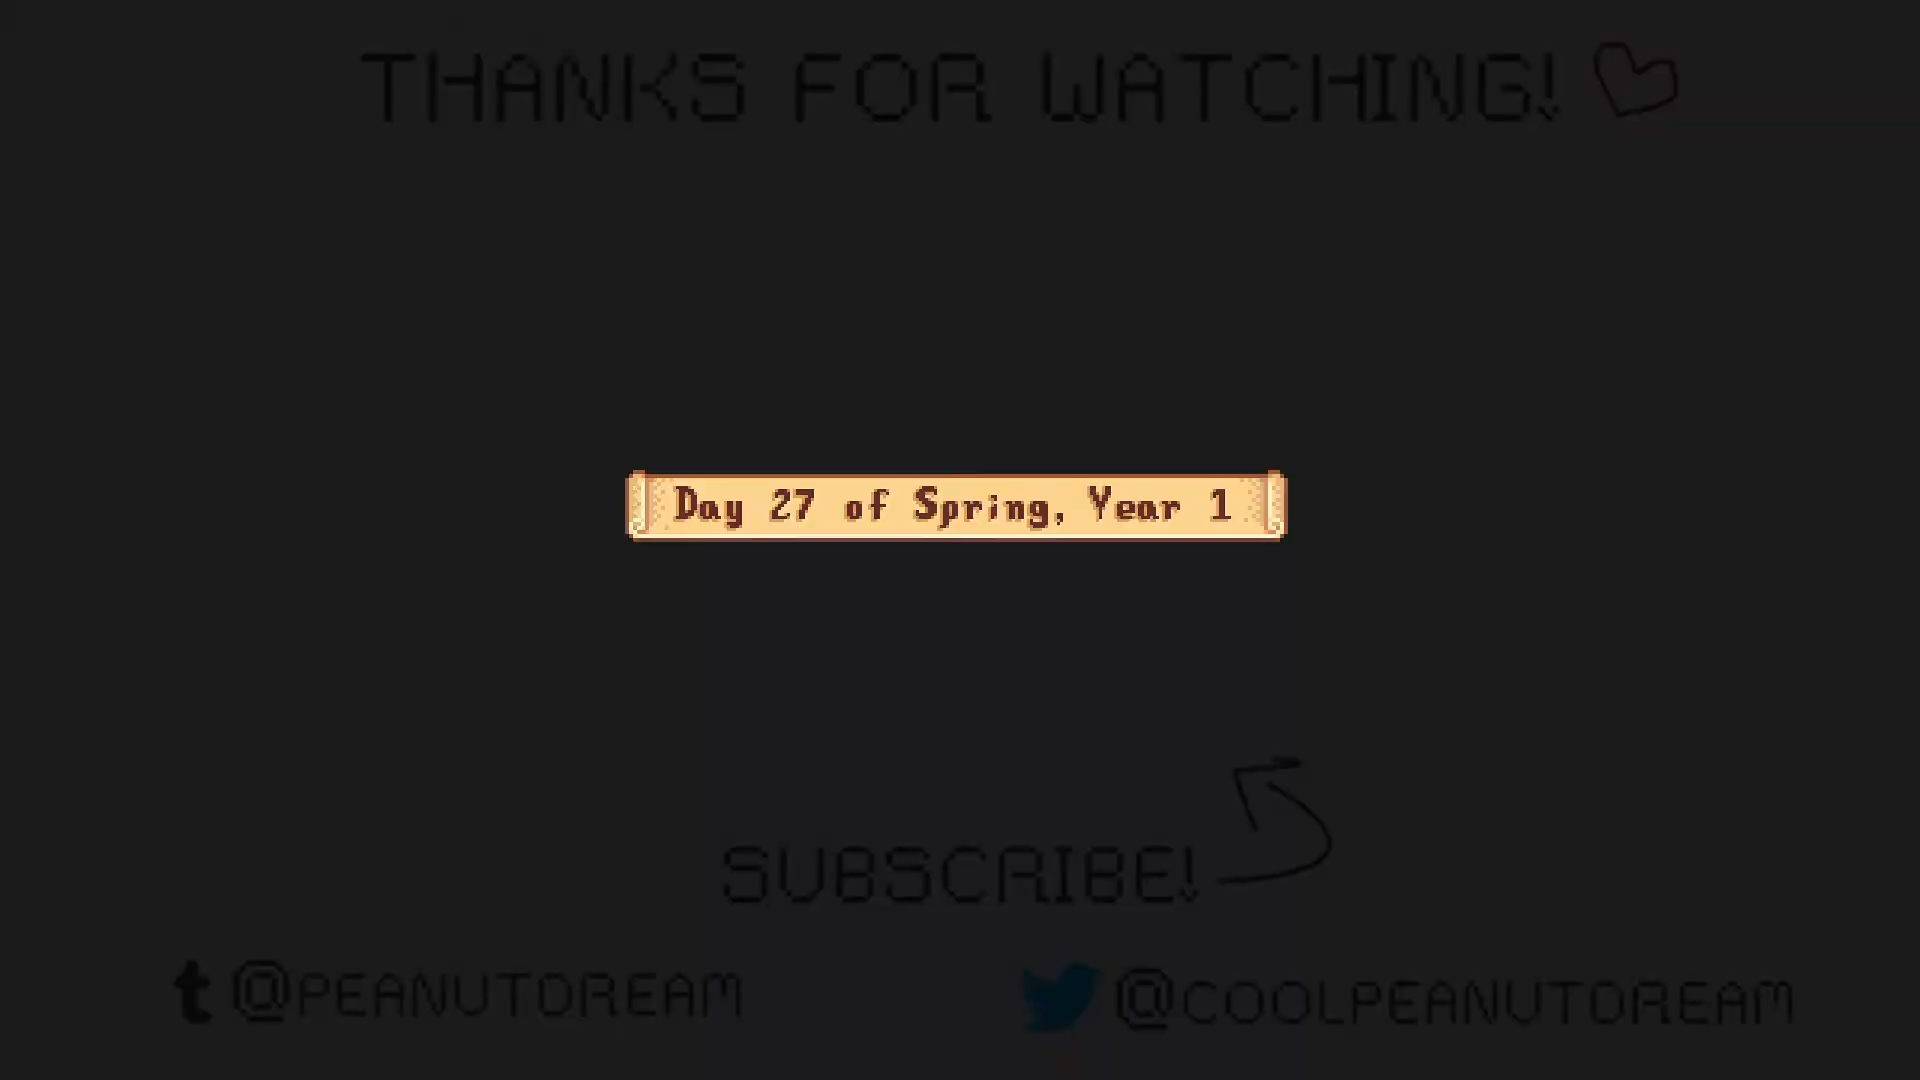 THANKS FOR WATCHING!
Day 27 of Spring, Year 1
SUBSCRIBE!
t @PEANUTDREAM
@COOLPEANUTDREAM